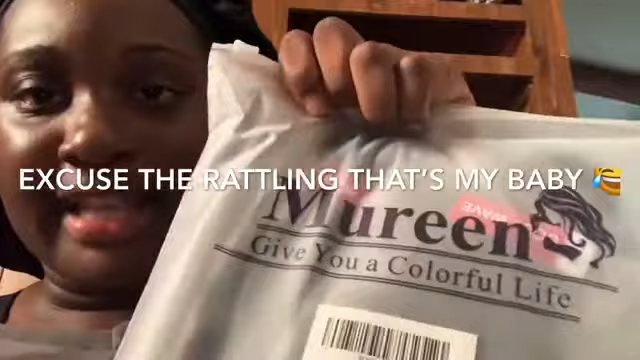 EXCUSE THE RATTLING THAT'S MY BABY 😂
Mureen
Give You a Colorful Life